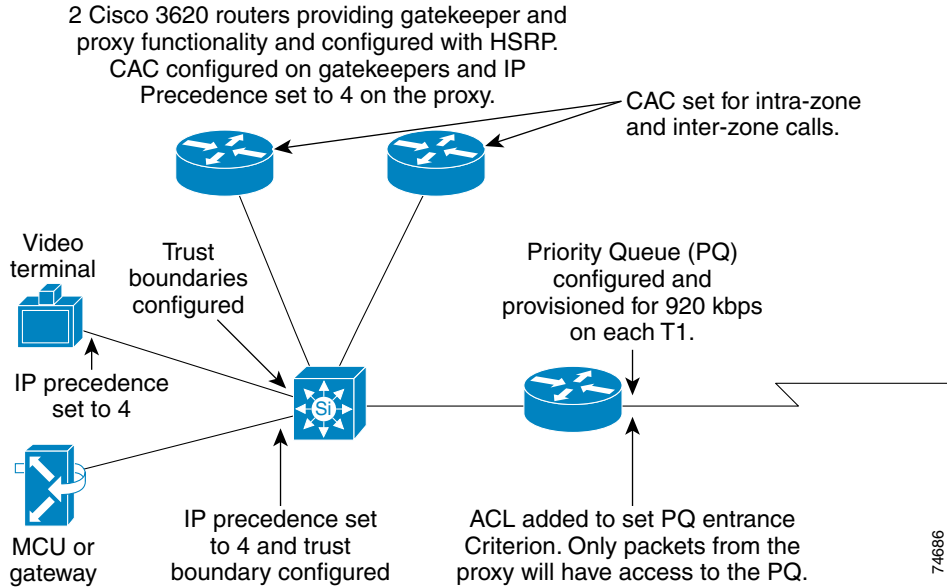 2 Cisco 3620 routers providing gatekeeper and
proxy functionality and configured with HSRP.
CAC configured on gatekeepers and IP
Precedence set to 4 on the proxy.
CAC set for intra-zone
and inter-zone calls.
Video
terminal
Trust
boundaries
configured
Priority Queue (PQ)
configured and
provisioned for 920 kbps
on each T1.
IP precedence
set to 4
Si
MCU or
gateway
IP precedence set
to 4 and trust
boundary configured
ACL added to set PQ entrance
Criterion. Only packets from the
proxy will have access to the PQ.
74686